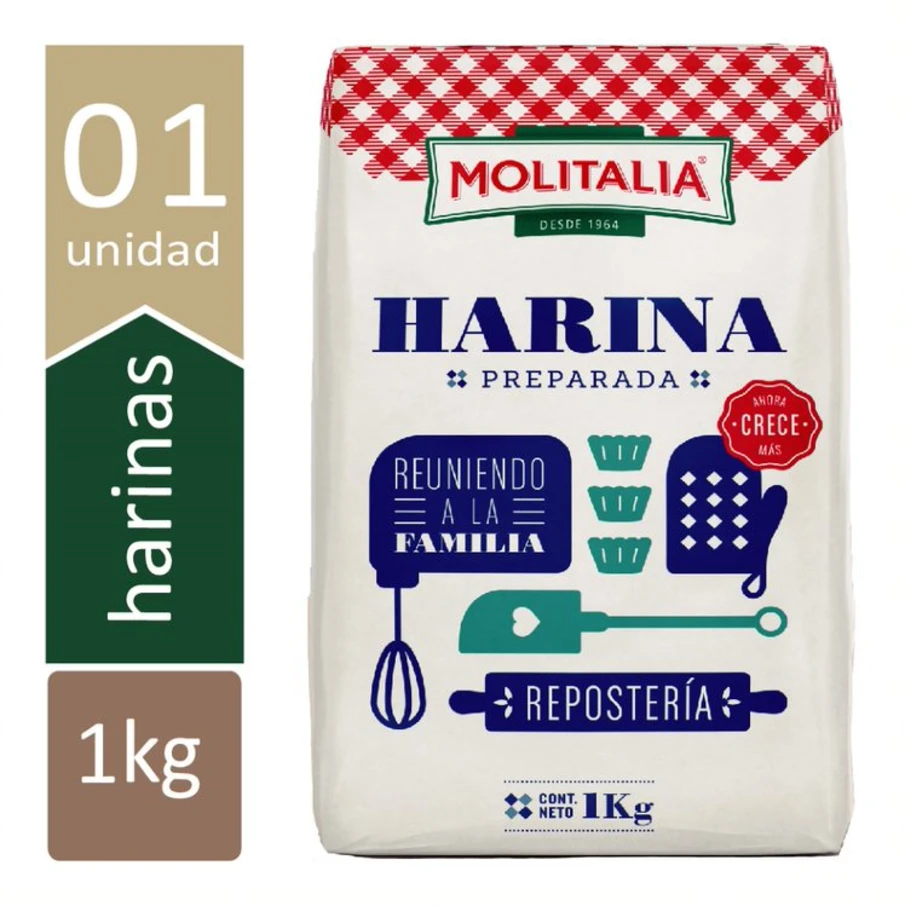 01
unidad
harinas
1kg
MOLITALIA®
DESDE 1964
HARINA
PREPARADA
AHORA
CRECE
MÁS
REUNIENDO
A LA
FAMILIA
REPOSTERÍA
CONT.
NETO 1Kg